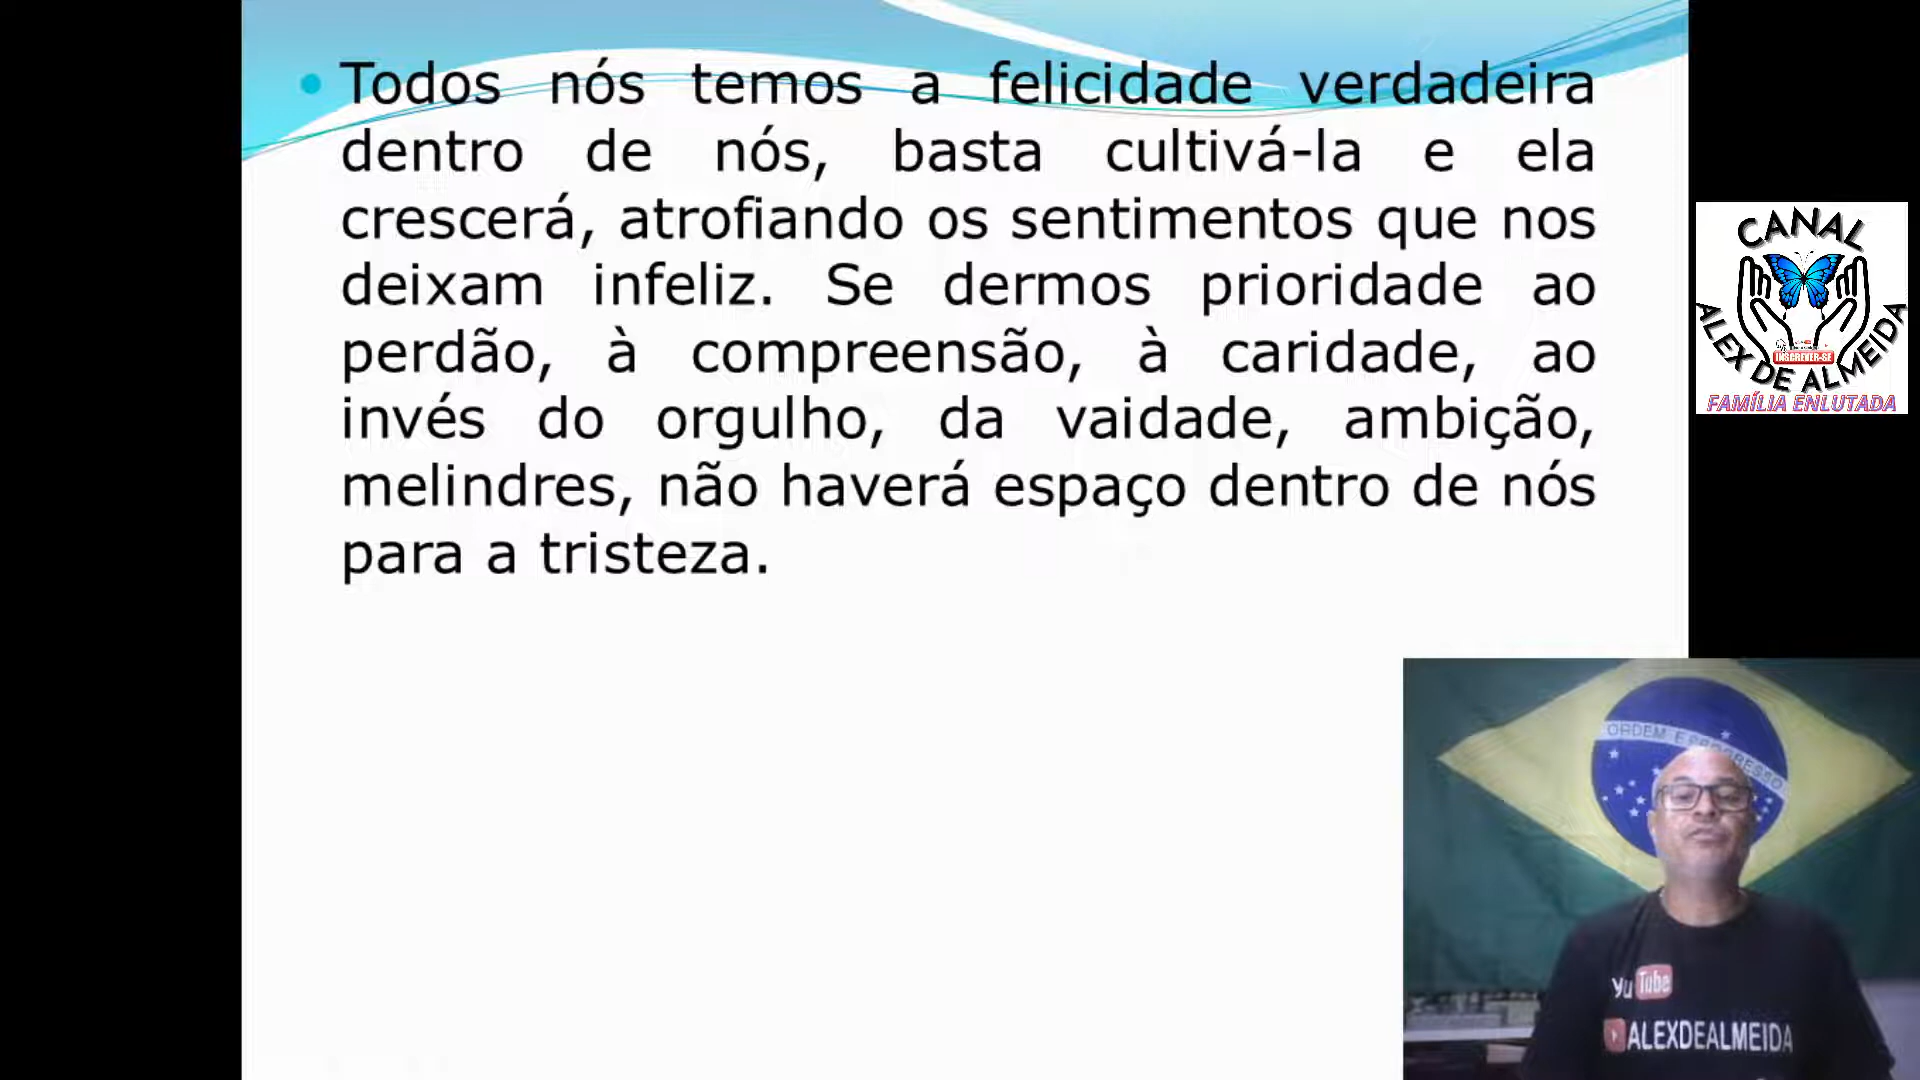 Todos nós temos a felicidade verdadeira
dentro de nós, basta cultivá-la e ela
crescerá, atrofiando os sentimentos que nos
deixam infeliz. Se dermos prioridade ao
perdão, à compreensão, à caridade, ao
invés do orgulho, da vaidade, ambição,
melindres, não haverá espaço dentro de nós
para a tristeza.
CANAL
ALEX DE ALMEIDA
INSCREVER-SE
FAMÍLIA ENLUTADA
ORDEM E PROGRESSO
Yu Tube
ALEXDEALMEIDA